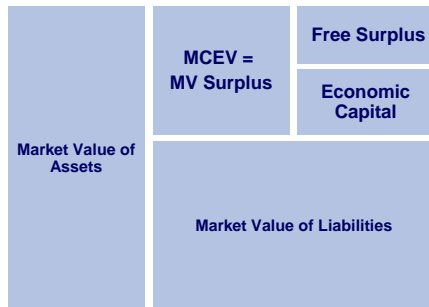 Market Value of
Assets
MCEV =
MV Surplus
Free Surplus
Economic
Capital
Market Value of Liabilities